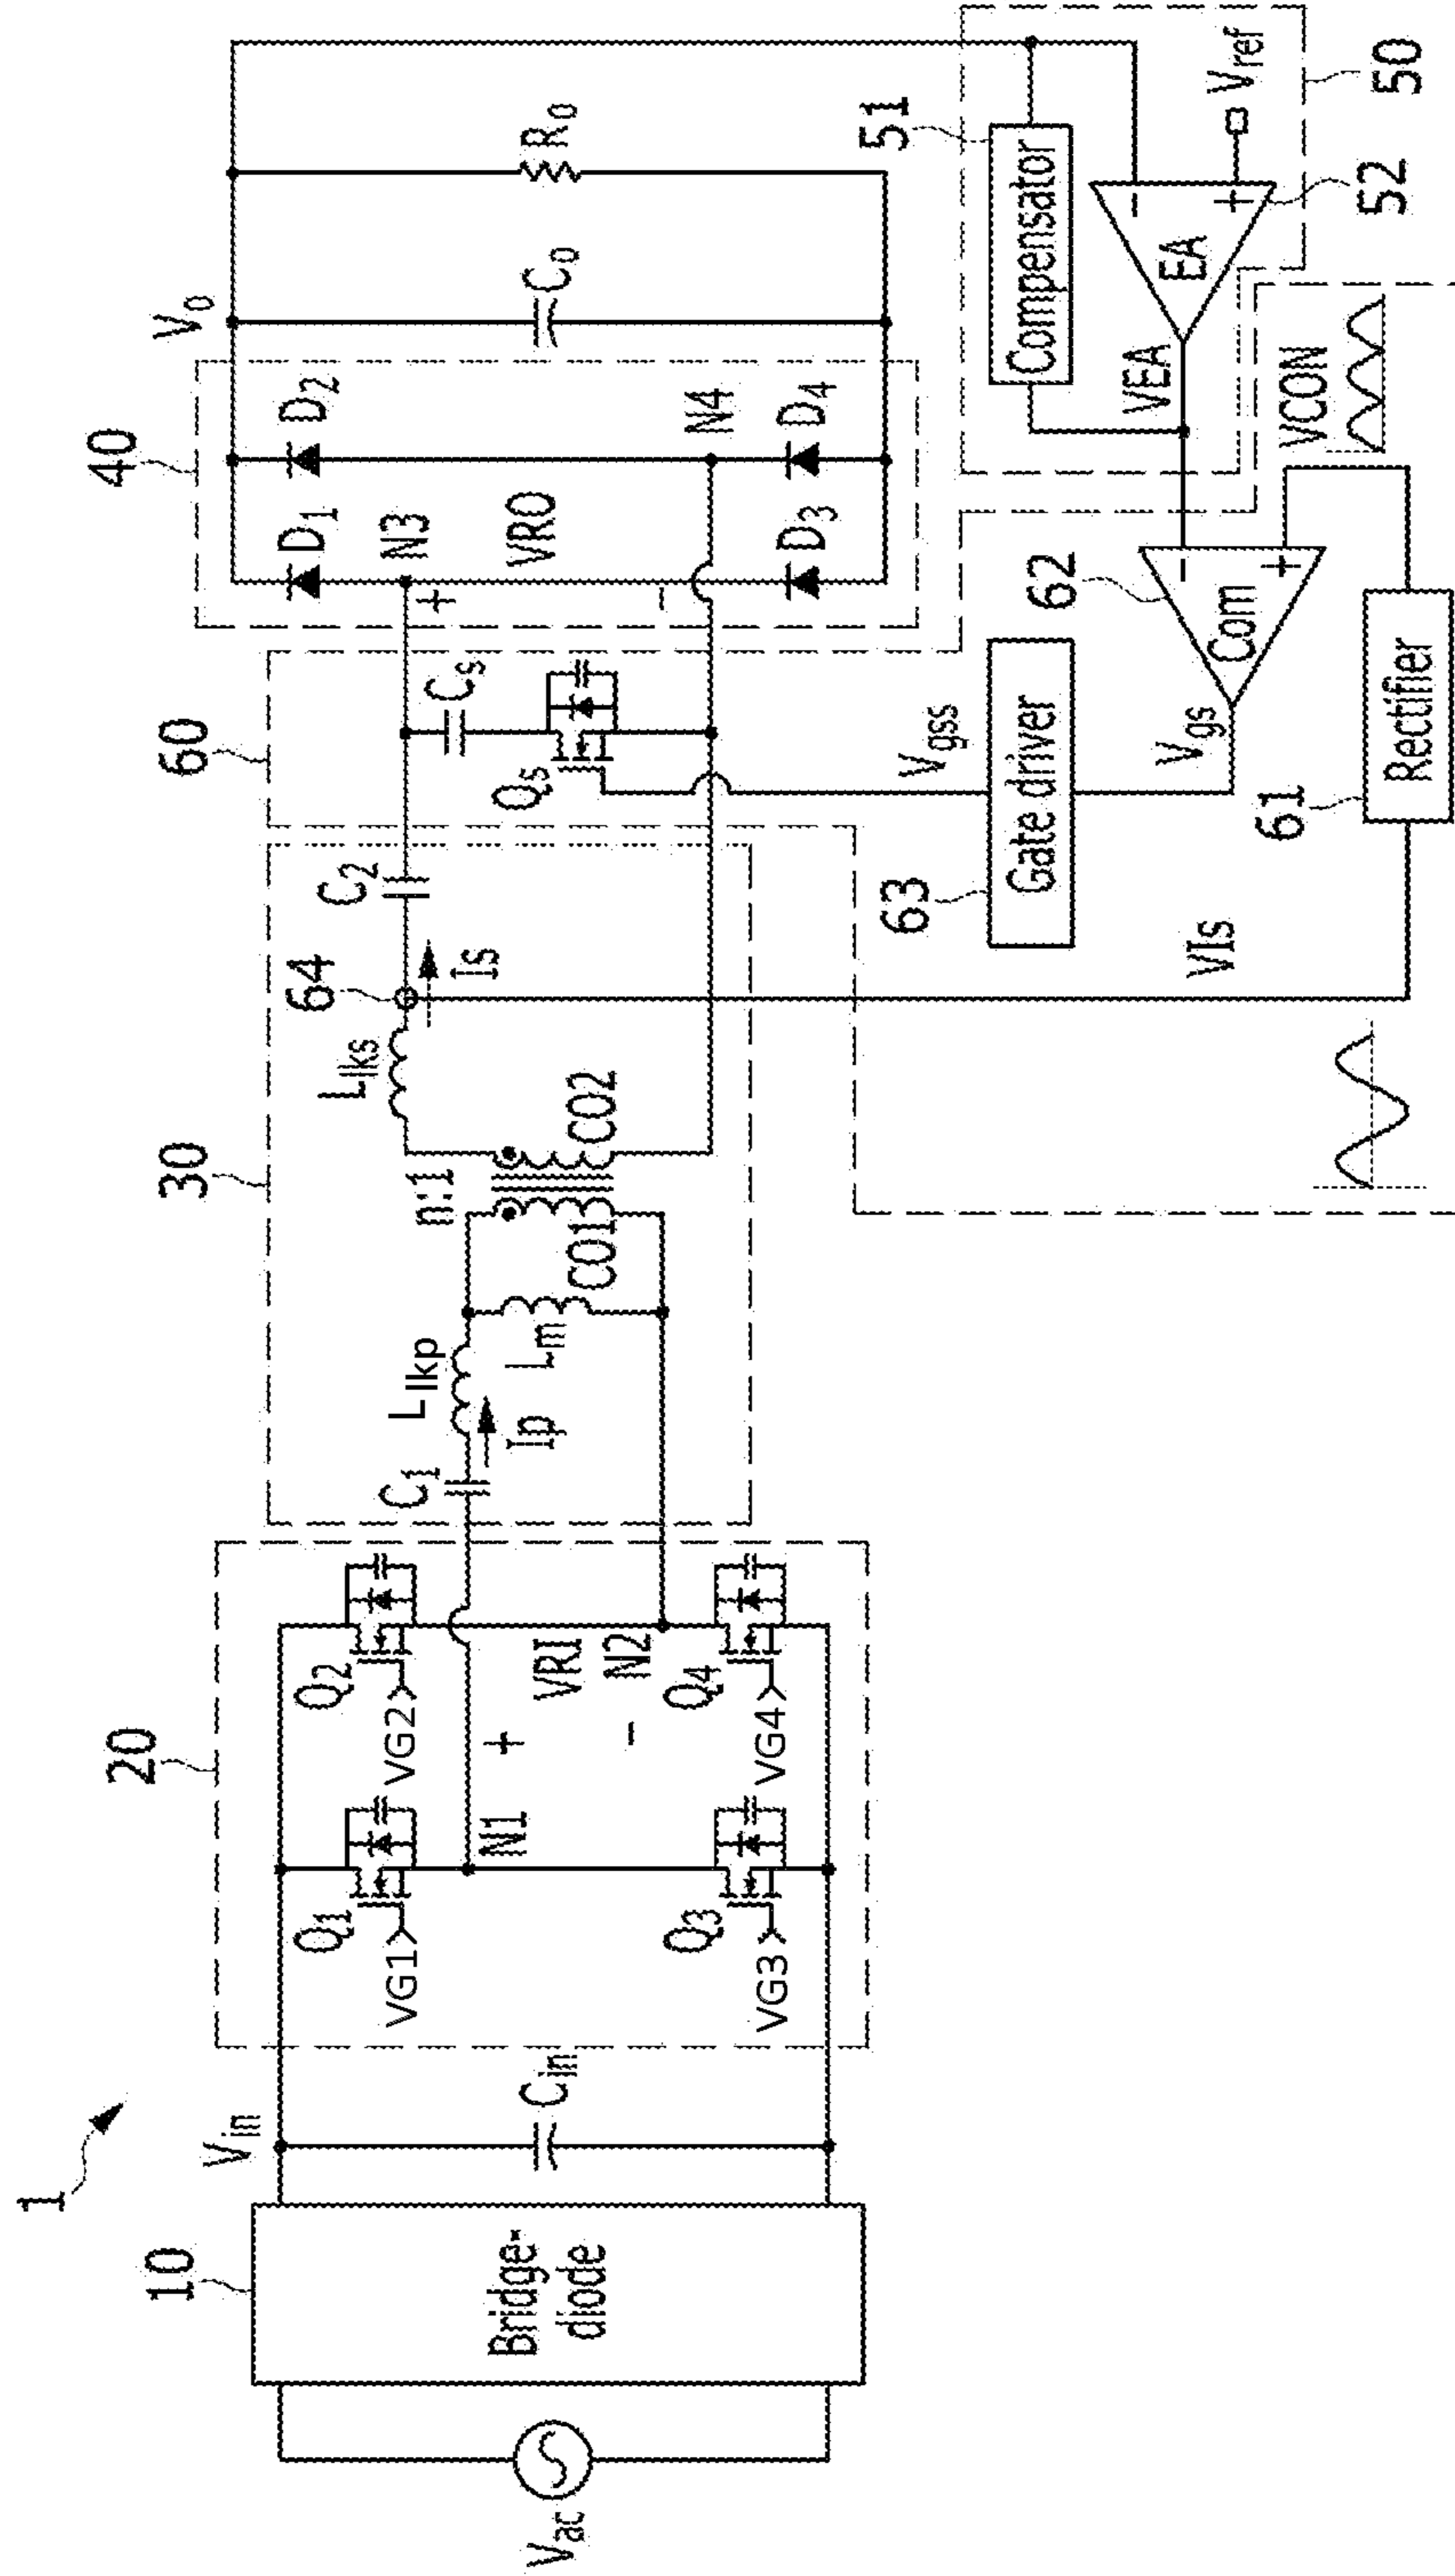 1
10
Bridge-
diode
Vac
Vin
Cin
20
Q1
VG1
Q2
VG2
Q3
VG3
Q4
VG4
N1
+
VRI
-
N2
30
C1
Llkp
Ip
Lm
n:1
CO1
CO2
Llks
64
Is
C2
60
Cs
Qs
40
D1
D2
N3
+
VRO
-
N4
D3
D4
Vo
Co
Ro
51
Compensator
-
+
EA
Vref
52
50
VEA
VCON
62
-
+
Com
Vgs
63
Gate driver
Vgss
61
Rectifier
VIs